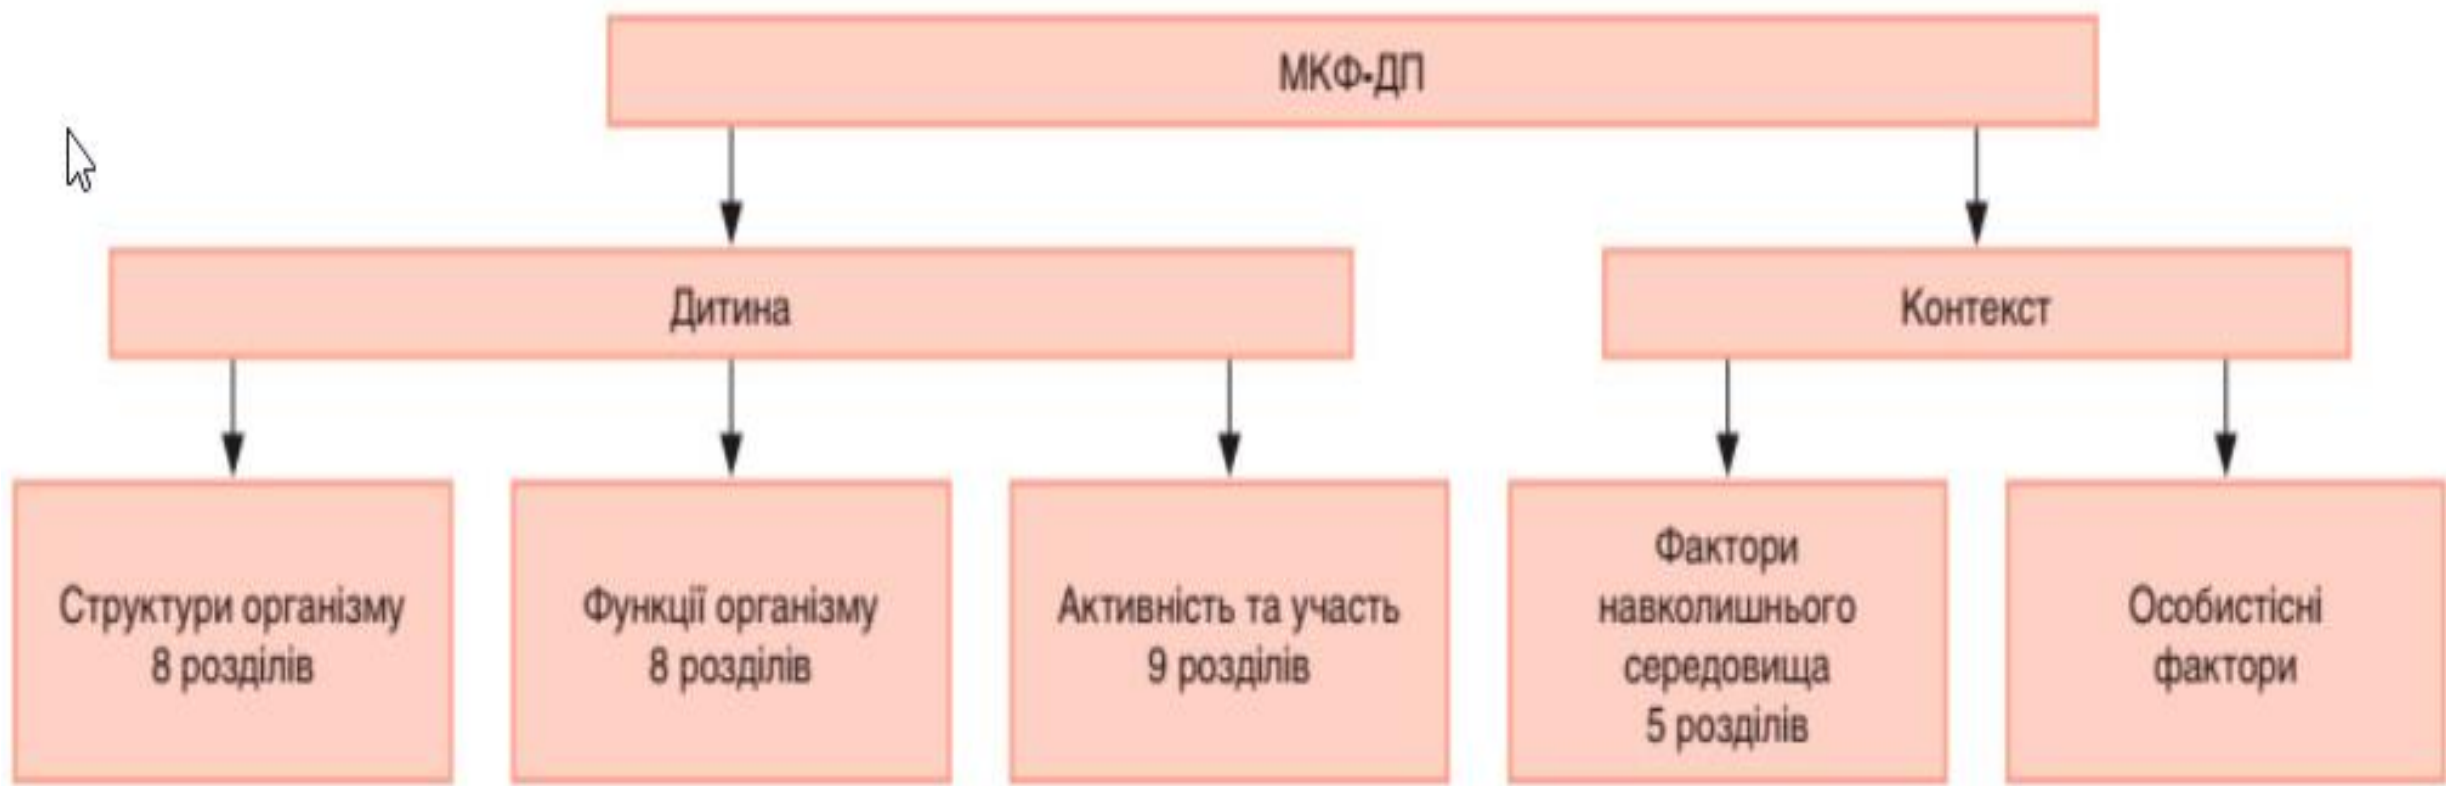 МКФ-ДП
Дитина
Контекст
Структури організму
8 розділів
Функції організму
8 розділів
Активність та участь
9 розділів
Фактори
навколишнього
середовища
5 розділів
Особистісні
фактори